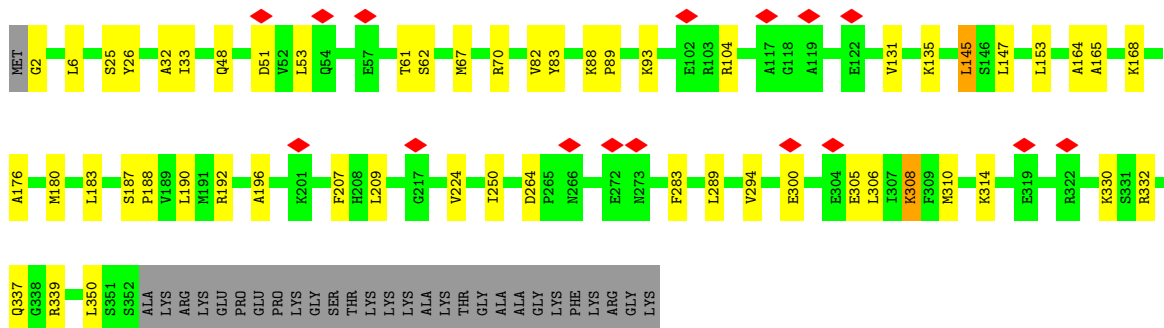 MET G2 L6 S25 Y26 A32 I33 Q48 D51 V52 L53 Q54 E57 T61 S62 M67 R70 V82 Y83 K88 P89 K93 E102 R103 R104 A117 G118 A119 E122 V131 K135 L145 S146 L147 L153 A164 A165 K168
A176 M180 L183 S187 P188 V189 L190 M191 R192 A196 K201 F207 H208 L209 G217 V224 I250 D264 P265 N266 E272 N273 F283 L289 V294 E300 E304 E305 L306 I307 K308 F309 M310 K314 E319 R322 K330 S331 R332
Q337 G338 R339 L350 S351 S352 ALA LYS ARG LYS GLU PRO GLU PRO LYS GLY SER THR LYS LYS LYS ALA LYS THR GLY ALA ALA GLY LYS PHE LYS ARG GLY LYS